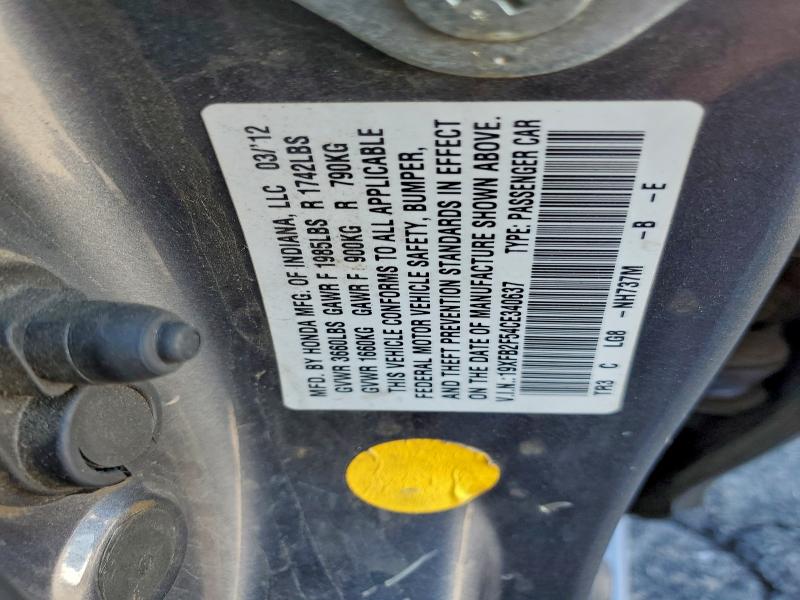 MFD. BY HONDA MFG. OF INDIANA, LLC 03/'12
GVWR 3660LBS GAWR F 1985LBS R 1742LBS
GVWR 1660KG GAWR F 900KG R 790KG
THIS VEHICLE CONFORMS TO ALL APPLICABLE
FEDERAL MOTOR VEHICLE SAFETY, BUMPER,
AND THEFT PREVENTION STANDARDS IN EFFECT
ON THE DATE OF MANUFACTURE SHOWN ABOVE.
V.I.N.:19XFB2F54CE340637 TYPE: PASSENGER CAR
TR3 C LGB -NH737M -B -E